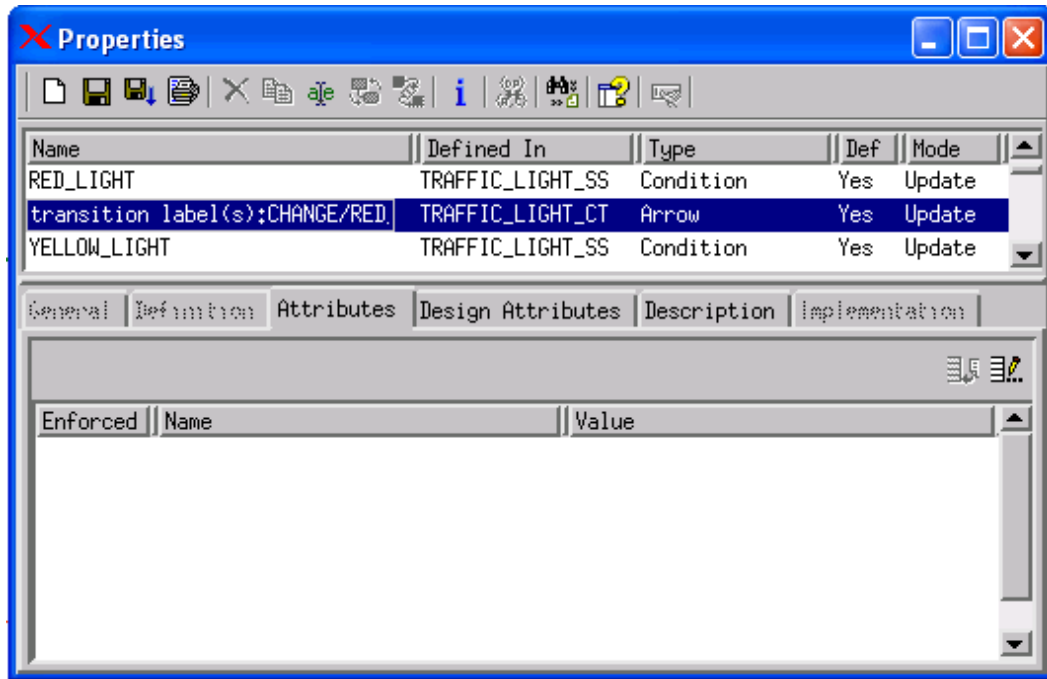 Properties
Name Defined In Type Def Mode
RED_LIGHT TRAFFIC_LIGHT_SS Condition Yes Update
transition label(s):CHANGE/RED_ TRAFFIC_LIGHT_CT Arrow Yes Update
YELLOW_LIGHT TRAFFIC_LIGHT_SS Condition Yes Update
General Definition Attributes Design Attributes Description Implementation
Enforced Name Value